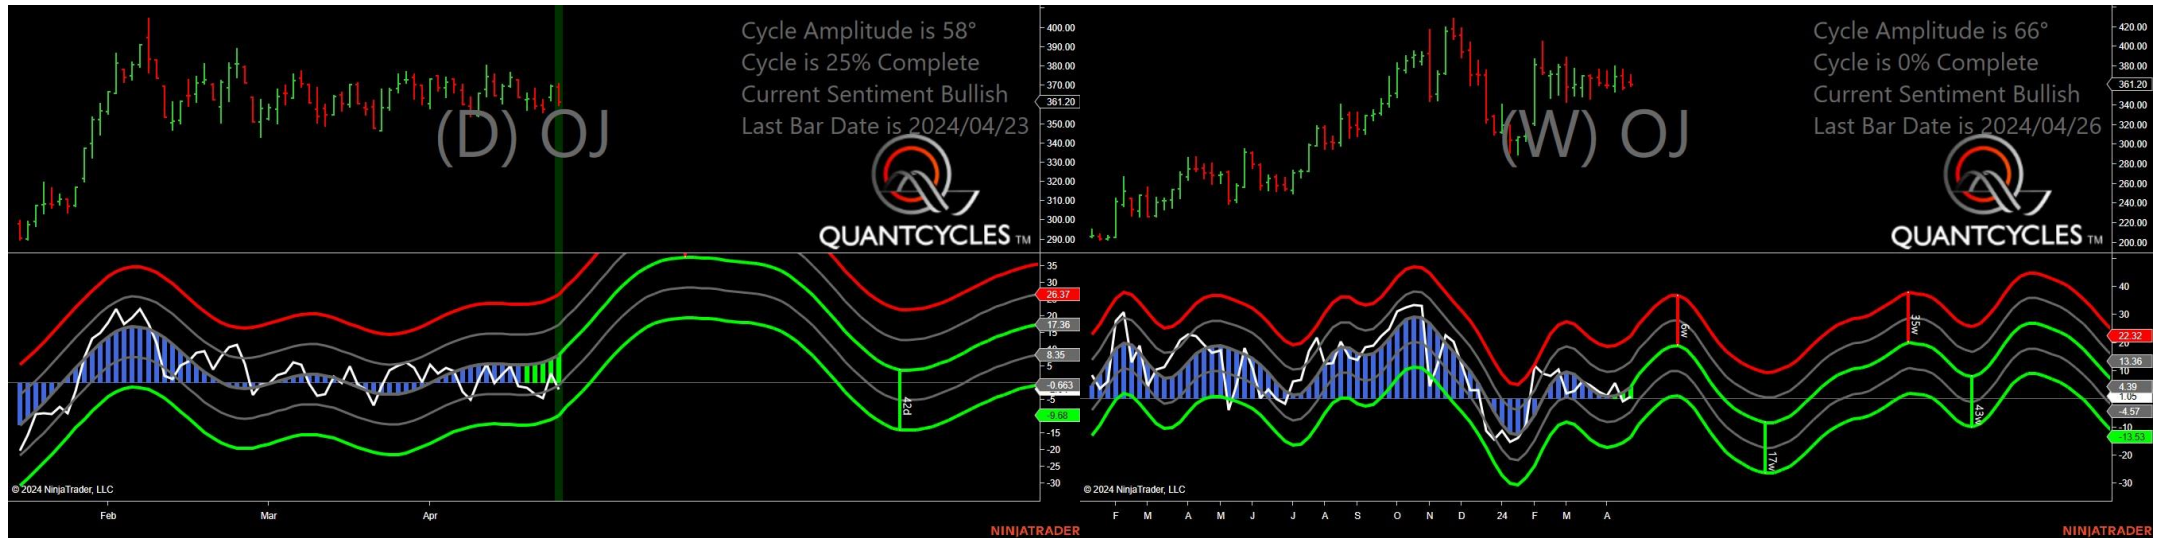 Cycle Amplitude is 58°
Cycle is 25% Complete
Current Sentiment Bullish
Last Bar Date is 2024/04/23
(D) OJ
QUANTCYCLES TM
400.00
390.00
380.00
370.00
361.20
350.00
340.00
330.00
320.00
310.00
300.00
290.00
35
30
26.37
20
17.36
10
8.35
5
-0.663
-5
-9.68
-15
-20
-25
-30
42d
© 2024 NinjaTrader, LLC
Feb Mar Apr
NINJATRADER
Cycle Amplitude is 66°
Cycle is 0% Complete
Current Sentiment Bullish
Last Bar Date is 2024/04/26
(W) OJ
QUANTCYCLES TM
420.00
400.00
380.00
361.20
340.00
320.00
300.00
280.00
260.00
240.00
220.00
200.00
40
30
22.32
20
13.36
10
4.39
1.05
-4.57
-10
-13.53
-20
-30
6w
17w
35w
43w
© 2024 NinjaTrader, LLC
F M A M J J A S O N D 24 F M A
NINJATRADER